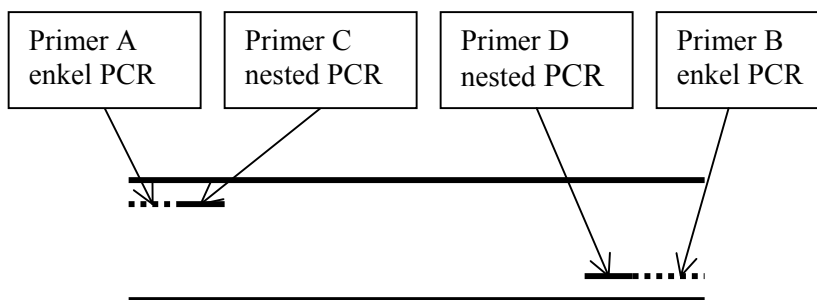 Primer A
enkel PCR
Primer C
nested PCR
Primer D
nested PCR
Primer B
enkel PCR